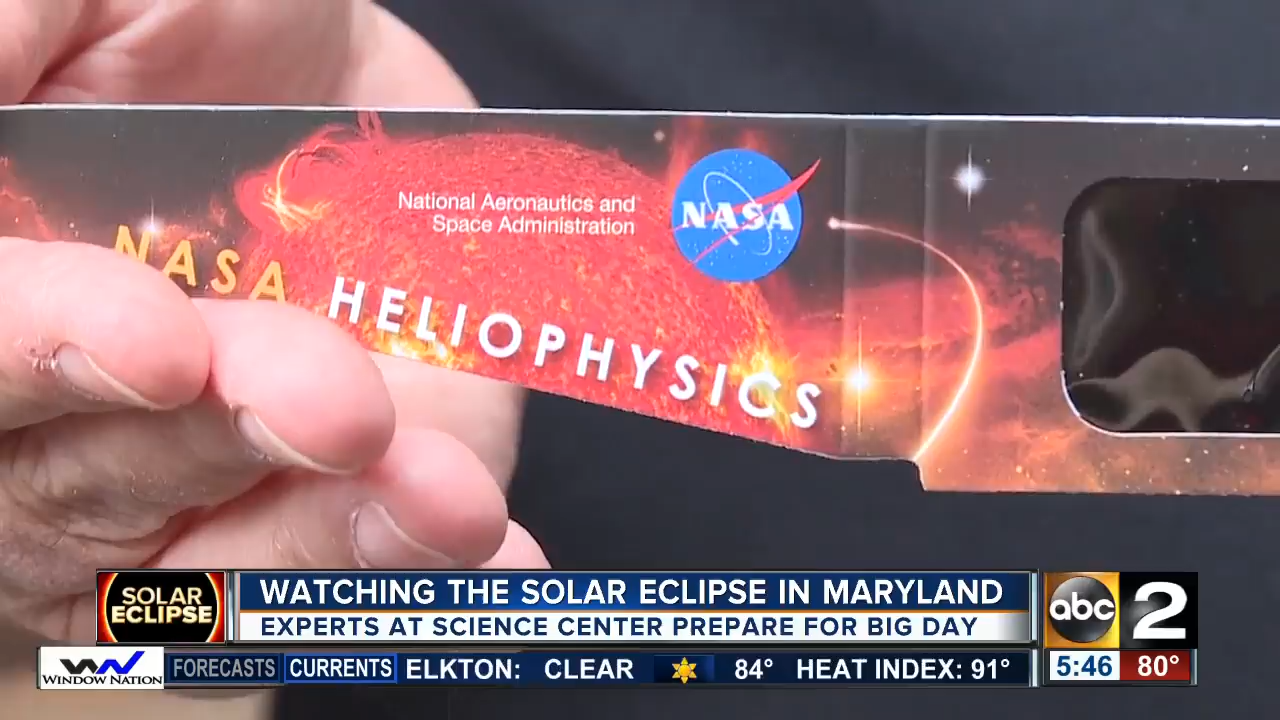 National Aeronautics and
Space Administration
NASA
NASA
HELIOPHYSICS
SOLAR
ECLIPSE
WATCHING THE SOLAR ECLIPSE IN MARYLAND
EXPERTS AT SCIENCE CENTER PREPARE FOR BIG DAY
abc 2
WINDOW NATION
FORECASTS CURRENTS ELKTON: CLEAR 84° HEAT INDEX: 91°
5:46 80°